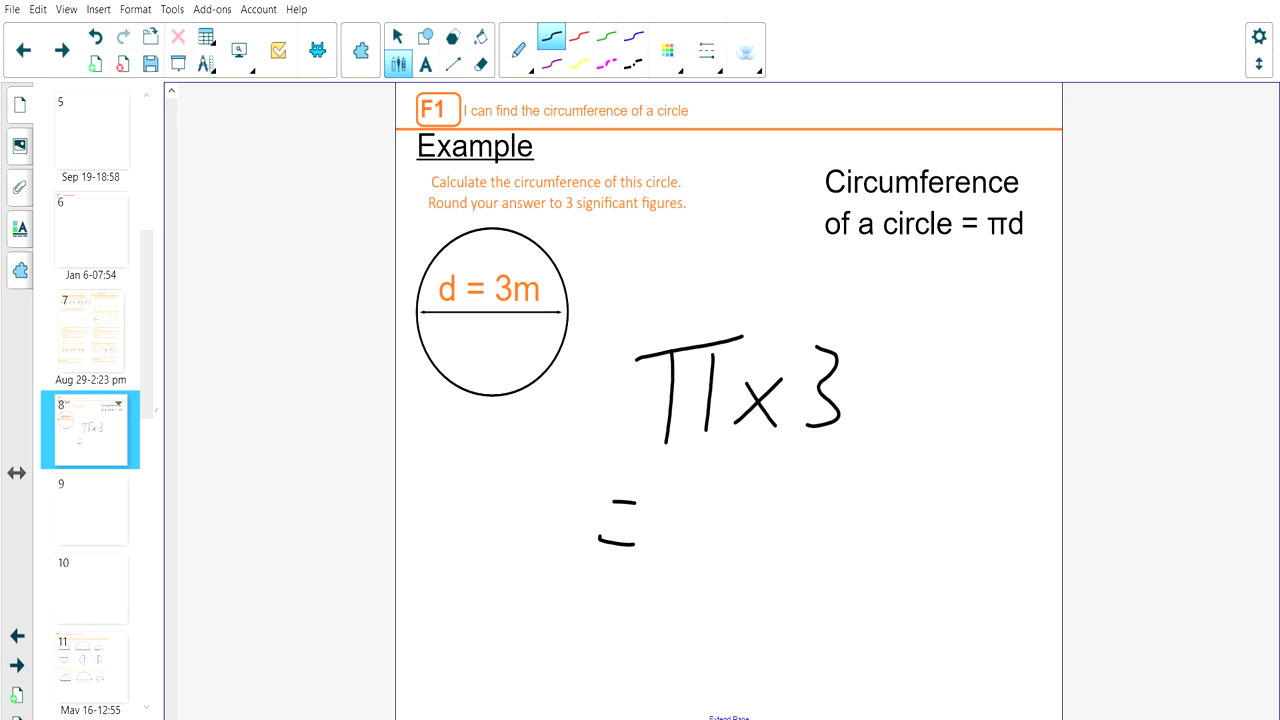 File Edit View Insert Format Tools Add-ons Account Help
5
Sep 19-18:58
6
Jan 6-07:54
7
Aug 29-2:23 pm
8
9
10
11
May 16-12:55
F1 I can find the circumference of a circle
Example
Calculate the circumference of this circle.
Round your answer to 3 significant figures.
Circumference
of a circle = πd
d = 3m
π x 3
=
Extend Page